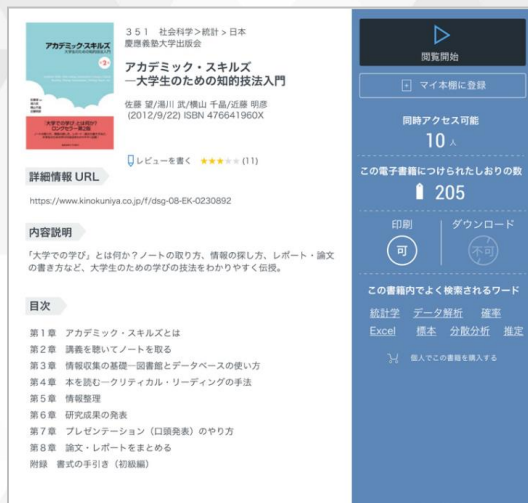 351 社会科学>統計 > 日本
慶應義塾大学出版会
アカデミック・スキルズ
―大学生のための知的技法入門
佐藤 望/湯川 武/横山 千晶/近藤 明彦
(2012/9/22) ISBN 476641960X
アカデミック・スキルズ
レビューを書く ★★★★★ (11)
詳細情報 URL
https://www.kinokuniya.co.jp/f/dsg-08-EK-0230892
内容説明
「大学での学び」とは何か？ノートの取り方、情報の探し方、レポート・論文
の書き方など、大学生のための学びの技法をわかりやすく伝授。
目次
第1章 アカデミック・スキルズとは
第2章 講義を聴いてノートを取る
第3章 情報収集の基礎―図書館とデータベースの使い方
第4章 本を読む―クリティカル・リーディングの手法
第5章 情報整理
第6章 研究成果の発表
第7章 プレゼンテーション（口頭発表）のやり方
第8章 論文・レポートをまとめる
附録 書式の手引き（初級編）
閲覧開始
マイ本棚に登録
同時アクセス可能
10 人
この電子書籍につけられたしおりの数
205
印刷 ダウンロード
可 不可
この書籍内でよく検索されるワード
統計学 データ解析 確率
Excel 標本 分散分析 推定
個人でこの書籍を購入する